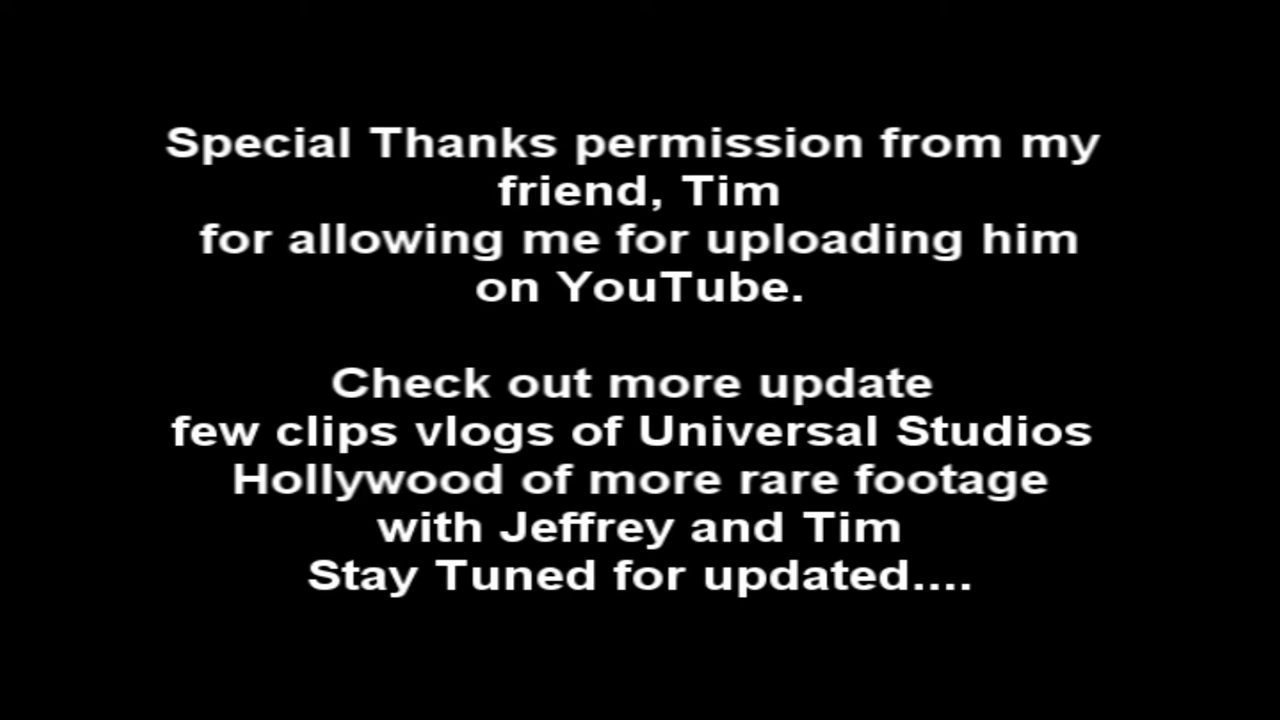 Special Thanks permission from my
friend, Tim
for allowing me for uploading him
on YouTube.
Check out more update
few clips vlogs of Universal Studios
Hollywood of more rare footage
with Jeffrey and Tim
Stay Tuned for updated....